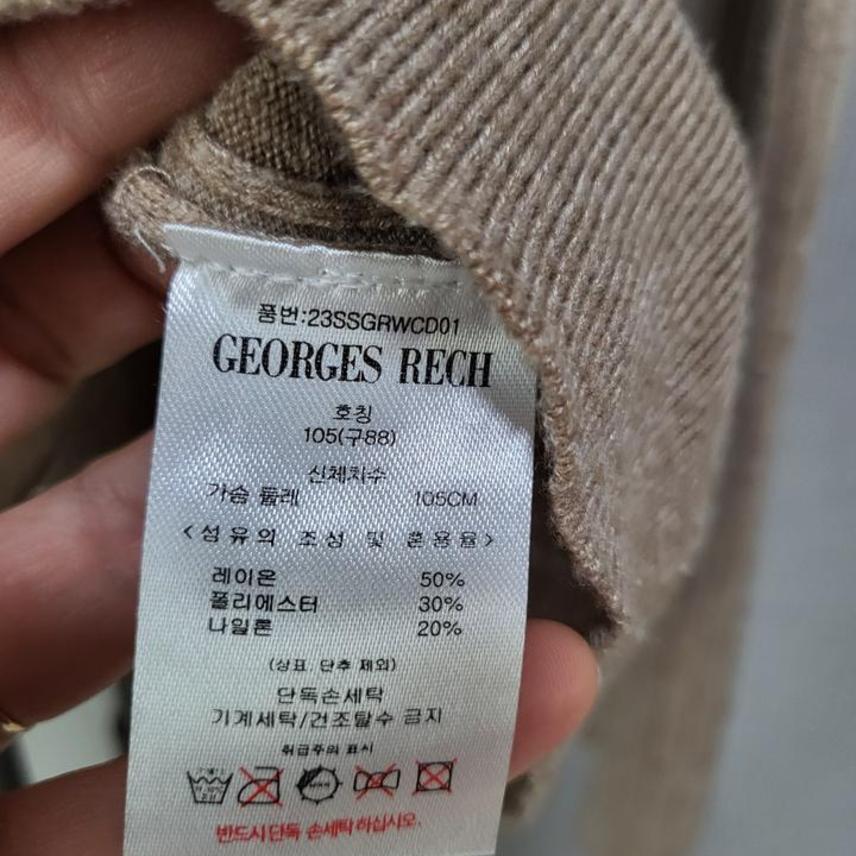 품번:23SSGRWCD01
GEORGES RECH
호칭
105(구88)
신체치수
가슴 둘레 105CM
<섬유의 조성 및 혼용율>
레이온 50%
폴리에스터 30%
나일론 20%
(상표. 단추 제외)
단독손세탁
기계세탁/건조탈수 금지
취급주의 표시
반드시 단독 손세탁 하십시오.